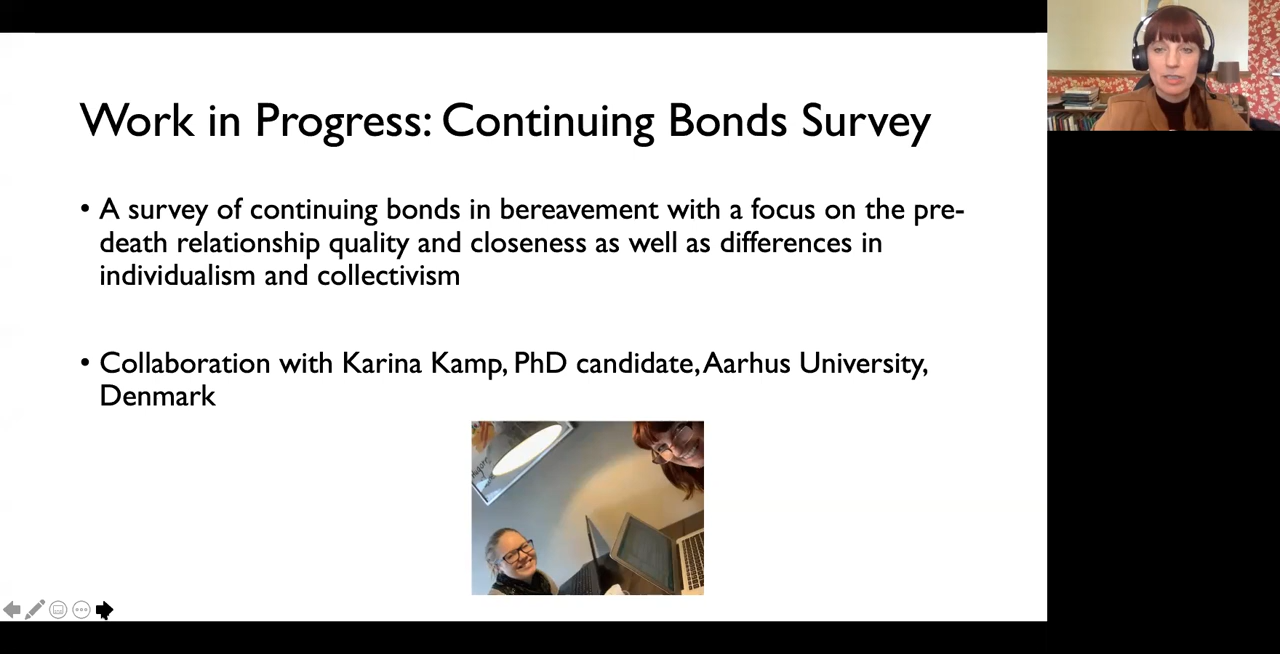 Work in Progress: Continuing Bonds Survey
• A survey of continuing bonds in bereavement with a focus on the pre-
death relationship quality and closeness as well as differences in
individualism and collectivism
• Collaboration with Karina Kamp, PhD candidate, Aarhus University,
Denmark